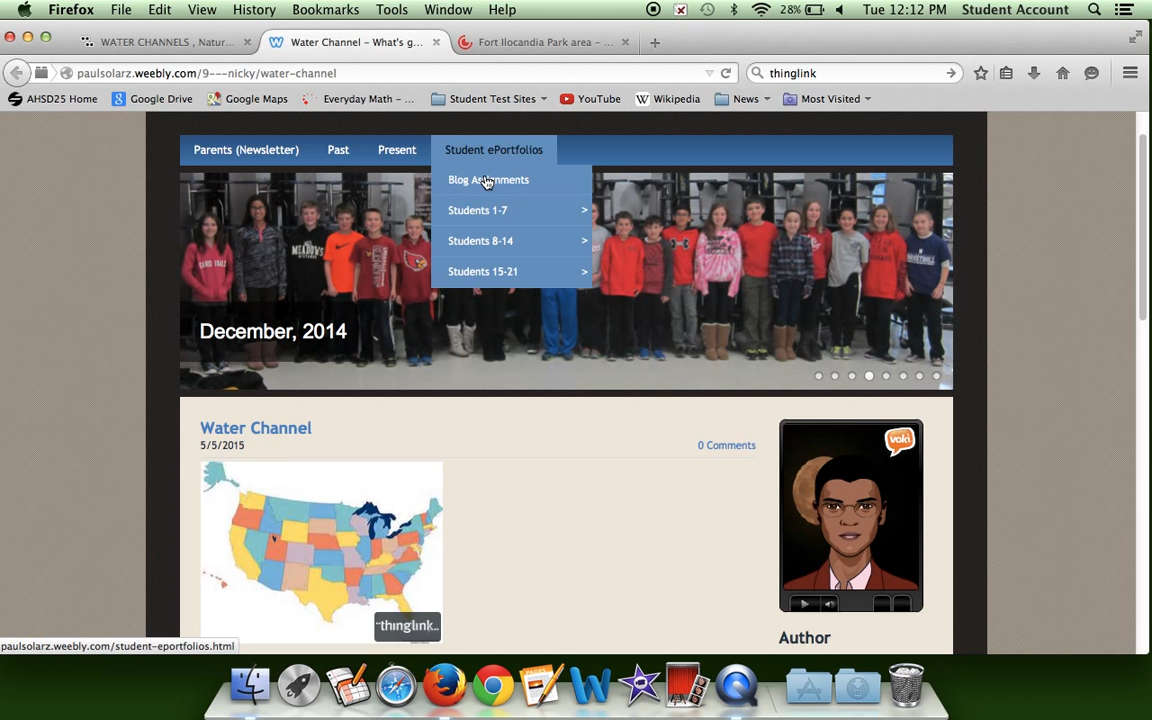 Firefox File Edit View History Bookmarks Tools Window Help 28% Tue 12:12 PM Student Account
WATER CHANNELS , Natur... Water Channel - What's g... Fort Ilocandia Park area - ...
paulsolarz.weebly.com/9---nicky/water-channel thinglink
AHSD25 Home Google Drive Google Maps Everyday Math - ... Student Test Sites YouTube Wikipedia News Most Visited
Parents (Newsletter) Past Present Student ePortfolios
Blog Assignments
Students 1-7 >
Students 8-14 >
Students 15-21 >
MEADOWS
December, 2014
Water Channel
5/5/2015 0 Comments
voki
"thinglink..
Author
paulsolarz.weebly.com/student-eportfolios.html